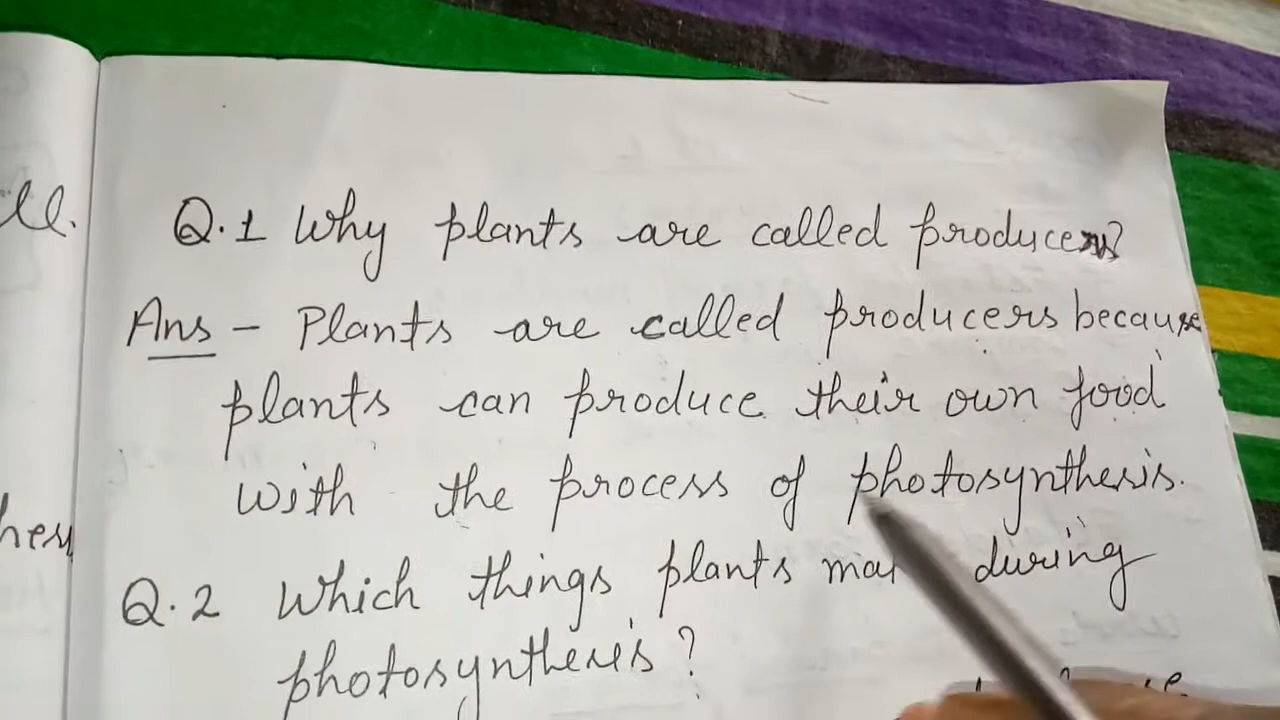 Q.1 Why plants are called producers?
Ans - Plants are called producers because
plants can produce their own food
with the process of photosynthesis.
Q.2 Which things plants during
photosynthesis?